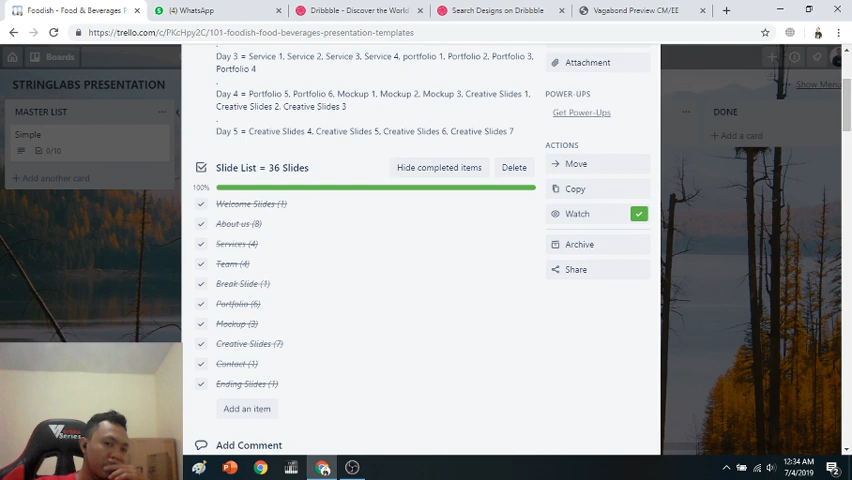 Foodish - Food & Beverages P
(4) WhatsApp
Dribbble - Discover the World'
Search Designs on Dribbble
Vagabond Preview CM/EE
https://trello.com/c/PKcHpy2C/101-foodish-food-beverages-presentation-templates
Boards
Day 3 = Service 1, Service 2, Service 3, Service 4, portfolio 1, Portfolio 2, Portfolio 3,
Portfolio 4
.
Day 4 = Portfolio 5, Portfolio 6, Mockup 1, Mockup 2, Mockup 3, Creative Slides 1,
Creative Slides 2, Creative Slides 3
.
Day 5 = Creative Slides 4, Creative Slides 5, Creative Slides 6, Creative Slides 7
Attachment
POWER-UPS
Get Power-Ups
ACTIONS
Move
Copy
Watch
Archive
Share
STRINGLABS PRESENTATION
MASTER LIST
Simple
0/10
+ Add another card
Show Menu
DONE
+ Add a card
Slide List = 36 Slides
Hide completed items
Delete
100%
Welcome Slides (1)
About us (8)
Services (4)
Team (4)
Break Slide (1)
Portfolio (6)
Mockup (3)
Creative Slides (7)
Contact (1)
Ending Slides (1)
Add an item
Add Comment
12:34 AM
7/4/2019
2